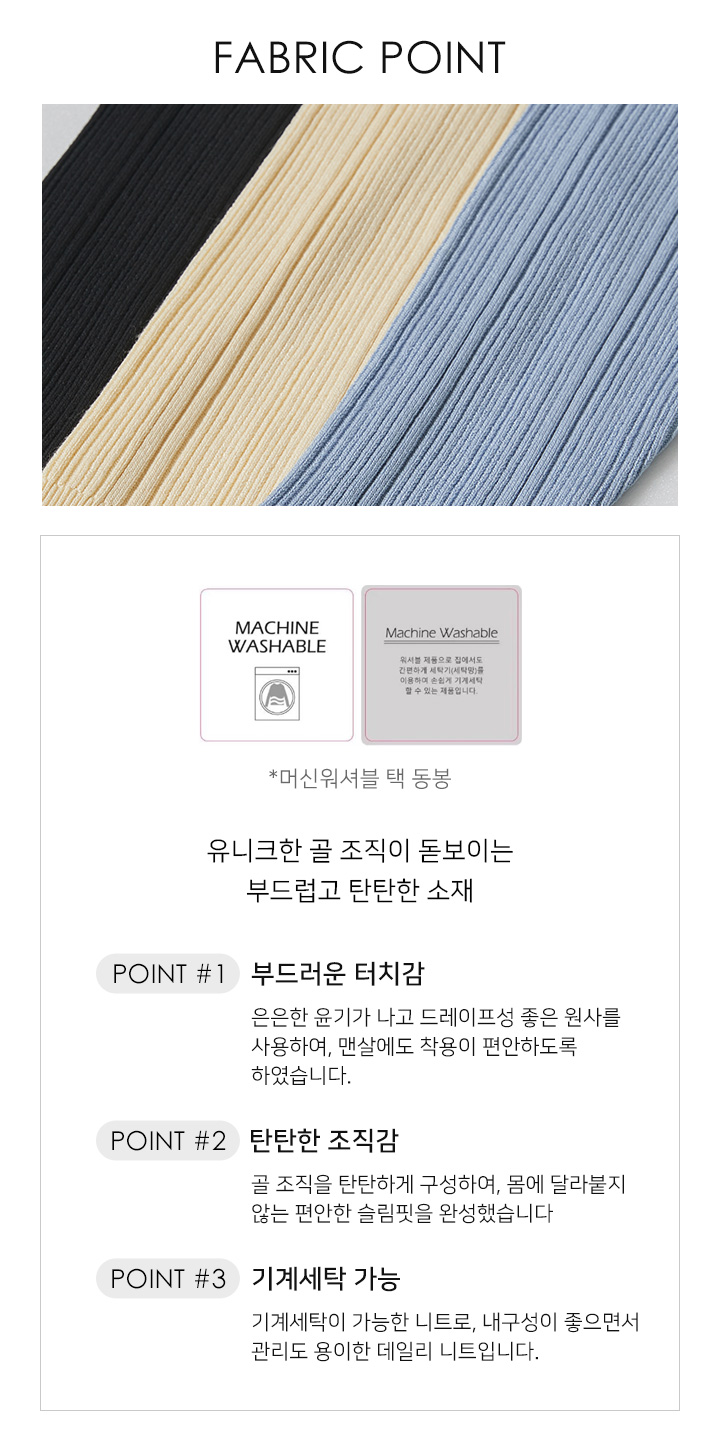 FABRIC POINT
MACHINE
WASHABLE
Machine Washable
워셔블 제품으로 집에서도
간편하게 세탁기(세탁망)를
이용하여 손쉽게 기계세탁
할 수 있는 제품입니다.
*머신워셔블 택 동봉
유니크한 골 조직이 돋보이는
부드럽고 탄탄한 소재
POINT #1 부드러운 터치감
은은한 윤기가 나고 드레이프성 좋은 원사를
사용하여, 맨살에도 착용이 편안하도록
하였습니다.
POINT #2 탄탄한 조직감
골 조직을 탄탄하게 구성하여, 몸에 달라붙지
않는 편안한 슬림핏을 완성했습니다
POINT #3 기계세탁 가능
기계세탁이 가능한 니트로, 내구성이 좋으면서
관리도 용이한 데일리 니트입니다.